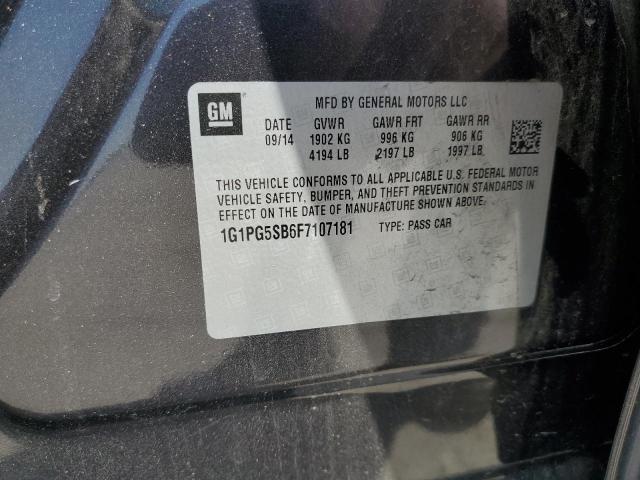 GM
MFD BY GENERAL MOTORS LLC
DATE GVWR GAWR FRT GAWR RR
09/14 1902 KG 996 KG 906 KG
4194 LB 2197 LB 1997 LB
THIS VEHICLE CONFORMS TO ALL APPLICABLE U.S. FEDERAL MOTOR
VEHICLE SAFETY, BUMPER, AND THEFT PREVENTION STANDARDS IN
EFFECT ON THE DATE OF MANUFACTURE SHOWN ABOVE.
1G1PG5SB6F7107181 TYPE: PASS CAR